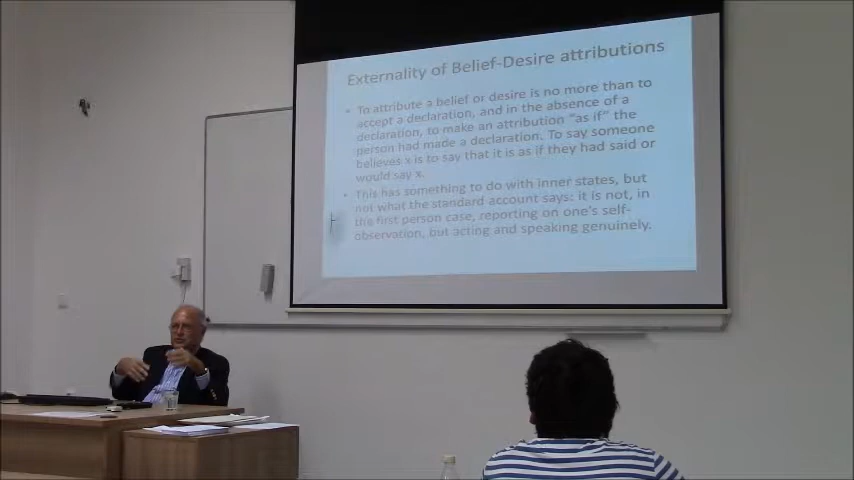 Externality of Belief-Desire attributions
• To attribute a belief or desire is no more than to
accept a declaration, and in the absence of a
declaration, to make an attribution "as if" the
person had made a declaration. To say someone
believes x is to say that it is as if they had said or
would say x.
• This has something to do with inner states, but
not what the standard account says: it is not, in
the first person case, reporting on one's self-
observation, but acting and speaking genuinely.